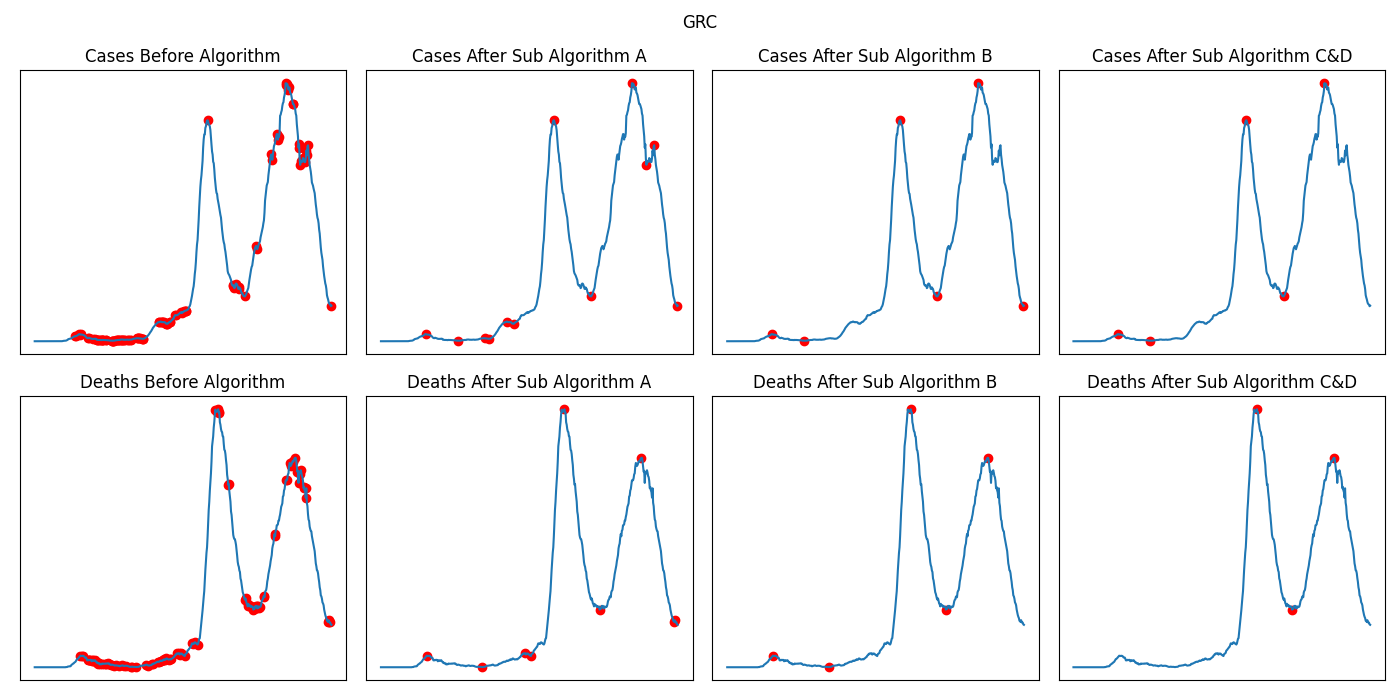 GRC
Cases Before Algorithm
Cases After Sub Algorithm A
Cases After Sub Algorithm B
Cases After Sub Algorithm C&D
Deaths Before Algorithm
Deaths After Sub Algorithm A
Deaths After Sub Algorithm B
Deaths After Sub Algorithm C&D